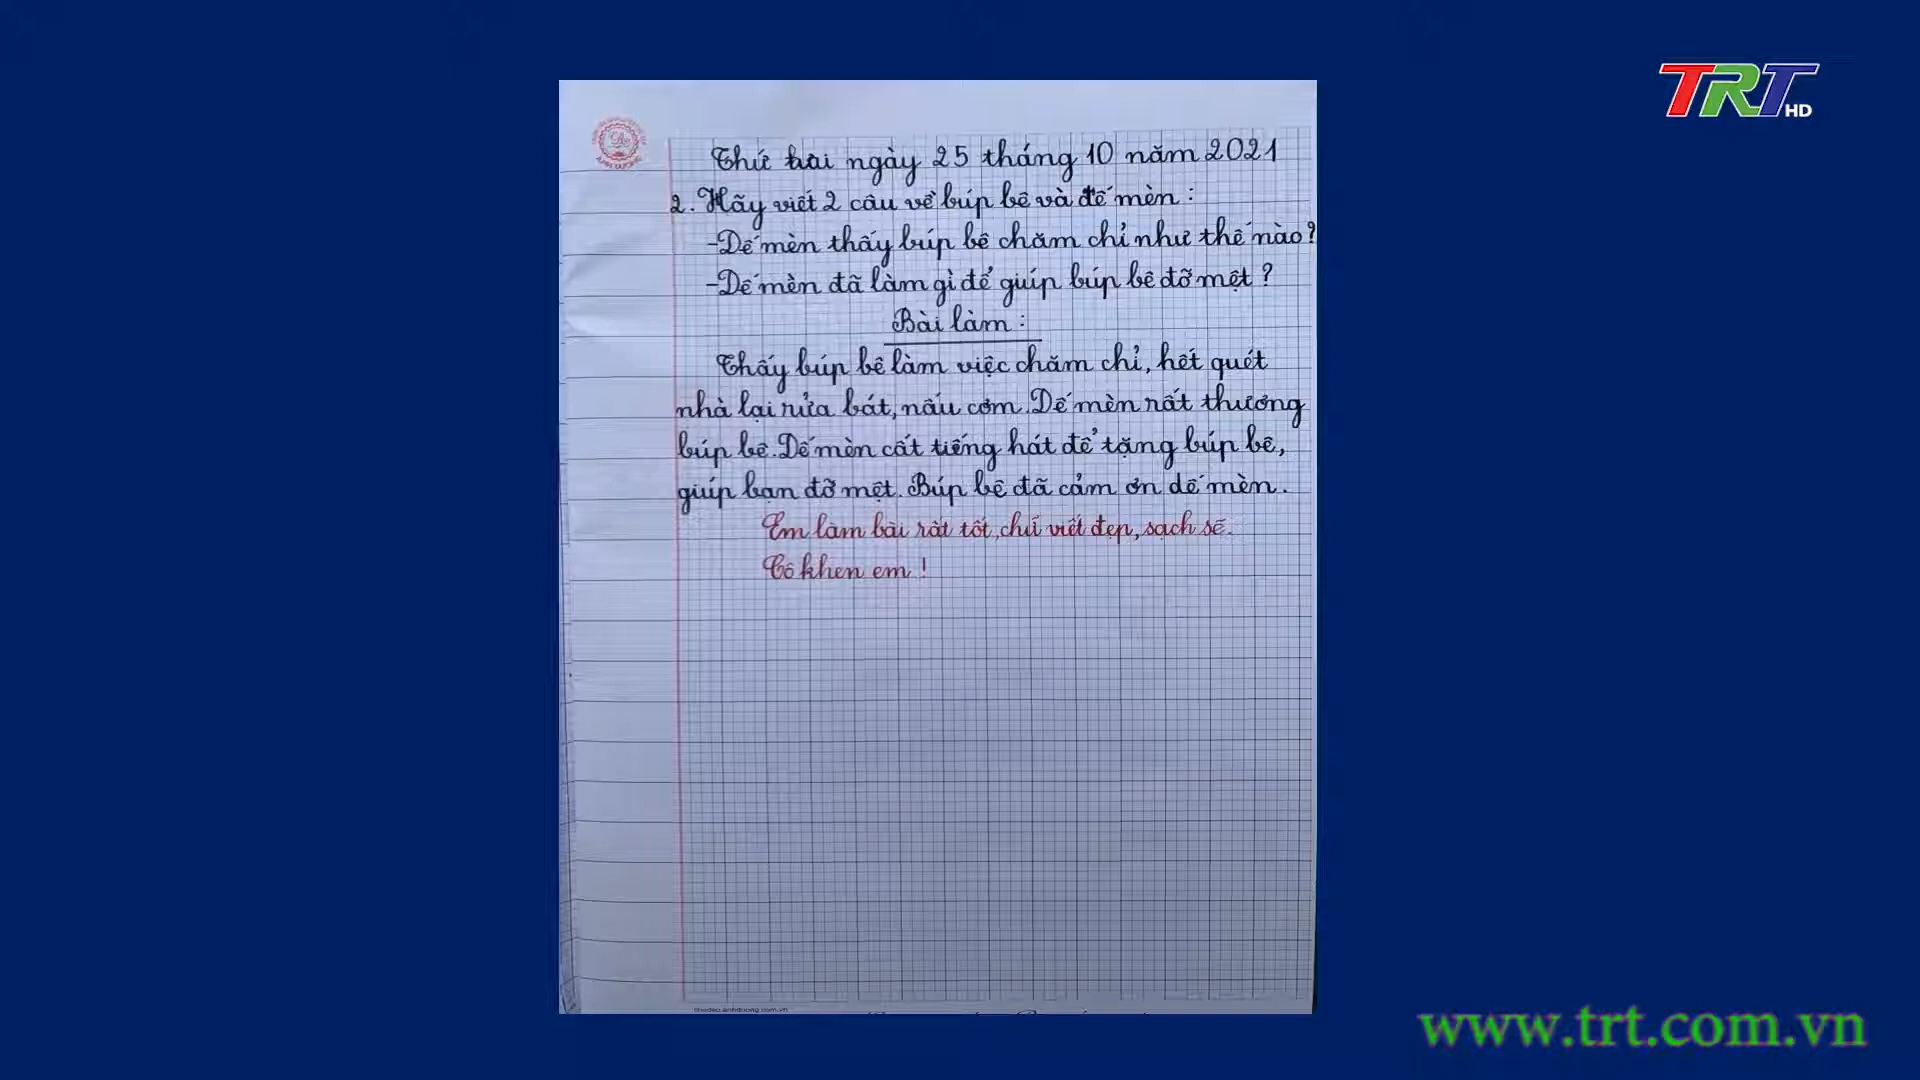 TRT HD
Thứ hai ngày 25 tháng 10 năm 2021
2. Hãy viết 2 câu về búp bê và dế mèn:
-Dế mèn thấy búp bê chăm chỉ như thế nào?
-Dế mèn đã làm gì để giúp búp bê đỡ mệt?
Bài làm:
Thấy búp bê làm việc chăm chỉ, hết quét
nhà lại rửa bát, nấu cơm. Dế mèn rất thương
búp bê. Dế mèn cất tiếng hát để tặng búp bê,
giúp bạn đỡ mệt. Búp bê đã cảm ơn dế mèn.
Em làm bài rất tốt, chữ viết đẹp, sạch sẽ.
Cô khen em!
www.trt.com.vn